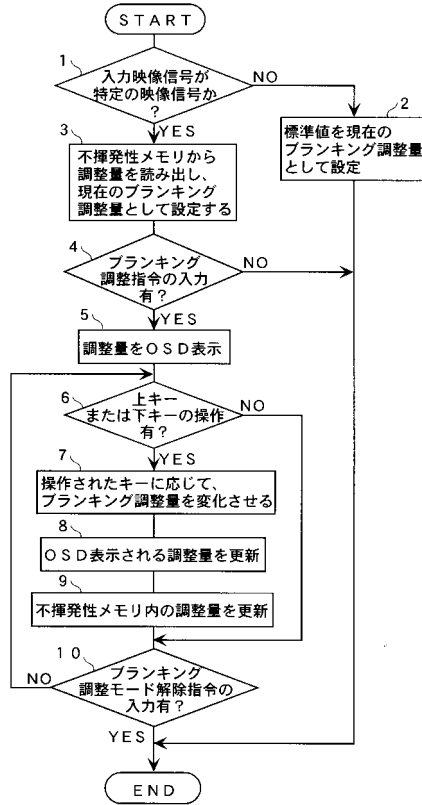 START
1
入力映像信号が
特定の映像信号か
?
NO
YES
2
標準値を現在の
ブランキング調整量
として設定
3
不揮発性メモリから
調整量を読み出し、
現在のブランキング
調整量として設定する
4
ブランキング
調整指令の入力
有?
NO
YES
5
調整量をOSD表示
6
上キー
または下キーの操作
有?
NO
YES
7
操作されたキーに応じて、
ブランキング調整量を変化させる
8
OSD表示される調整量を更新
9
不揮発性メモリ内の調整量を更新
10
ブランキング
調整モード解除指令の
入力有?
NO
YES
END